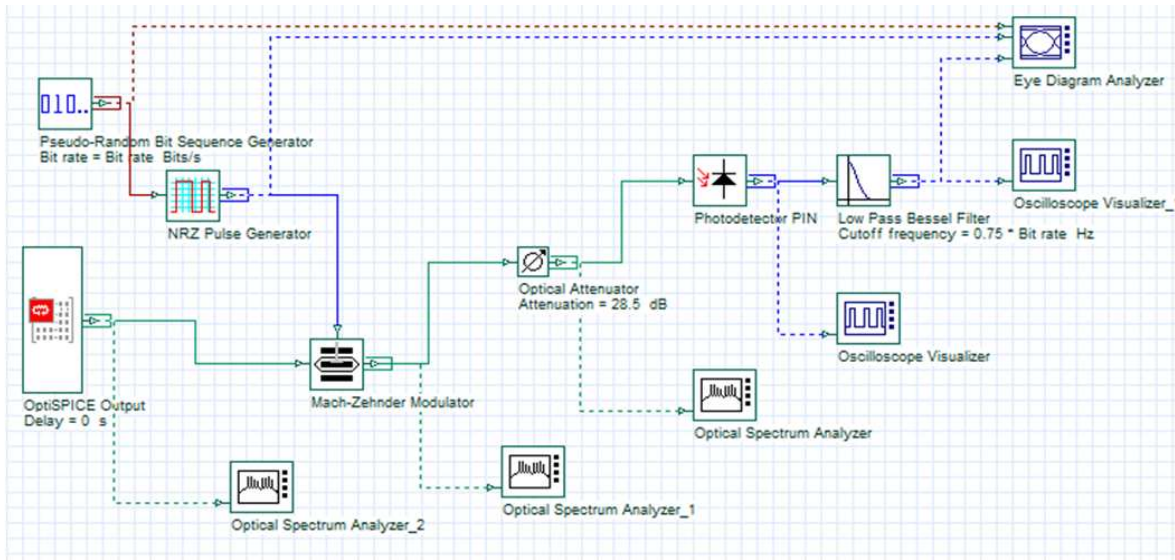 Eye Diagram Analyzer
Pseudo-Random Bit Sequence Generator
Bit rate = Bit rate Bits/s
NRZ Pulse Generator
Photodetector PIN
Low Pass Bessel Filter
Cutoff frequency = 0.75 * Bit rate Hz
Oscilloscope Visualizer_
Optical Attenuator
Attenuation = 28.5 dB
Oscilloscope Visualizer
OptiSPICE Output
Delay = 0 s
Mach-Zehnder Modulator
Optical Spectrum Analyzer
Optical Spectrum Analyzer_1
Optical Spectrum Analyzer_2